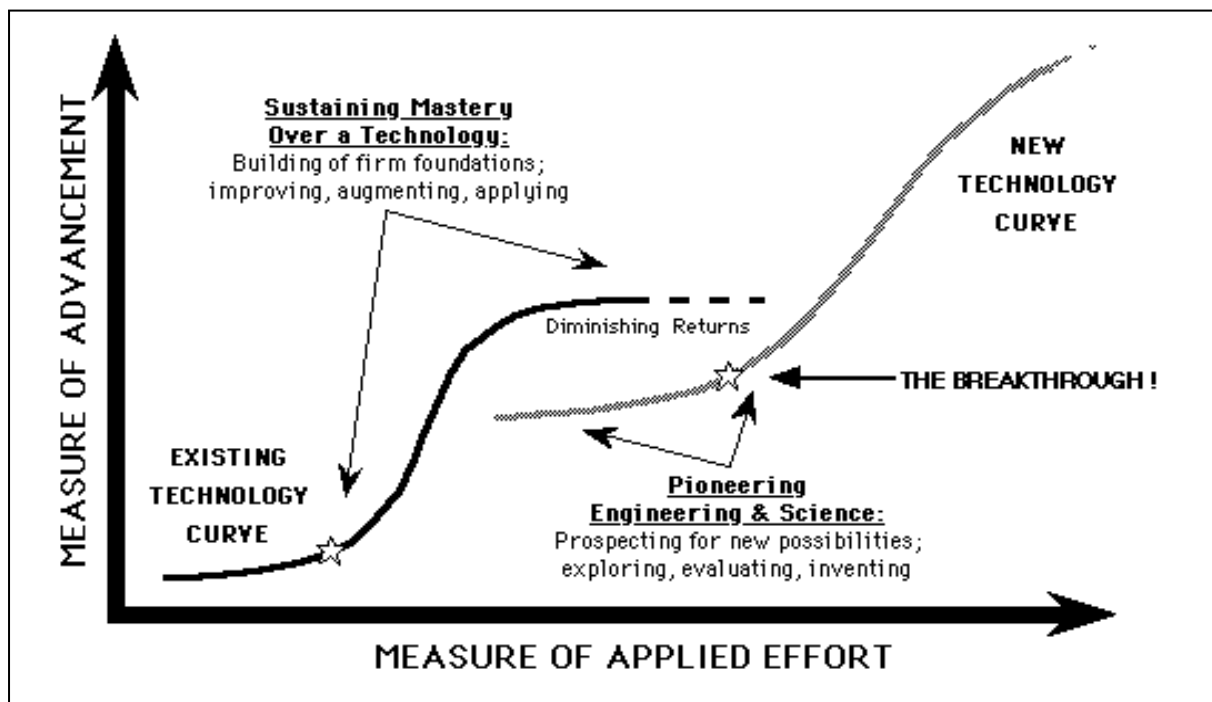 MEASURE OF ADVANCEMENT
Sustaining Mastery
Over a Technology:
Building of firm foundations;
improving, augmenting, applying
NEW
TECHNOLOGY
CURVE
Diminishing Returns
THE BREAKTHROUGH !
EXISTING
TECHNOLOGY
CURVE
Pioneering
Engineering & Science:
Prospecting for new possibilities;
exploring, evaluating, inventing
MEASURE OF APPLIED EFFORT